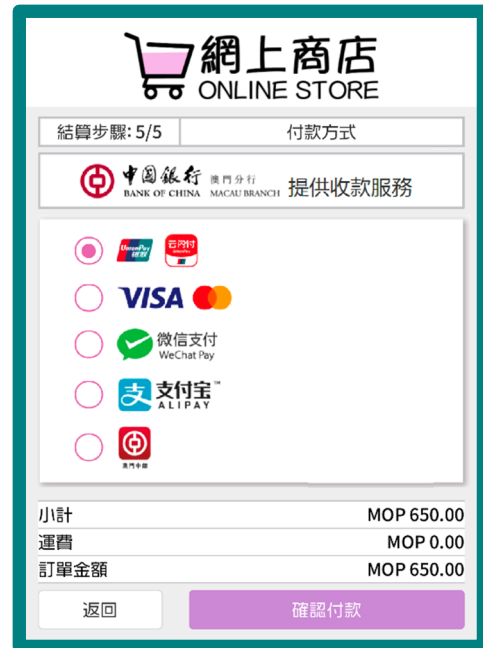 網上商店
ONLINE STORE
結算步驟: 5/5
付款方式
中国銀行 澳門分行
BANK OF CHINA MACAU BRANCH
提供收款服務
UnionPay 银联
云闪付
VISA
微信支付
WeChat Pay
支付宝™
ALIPAY
澳門中銀
小計 MOP 650.00
運費 MOP 0.00
訂單金額 MOP 650.00
返回
確認付款